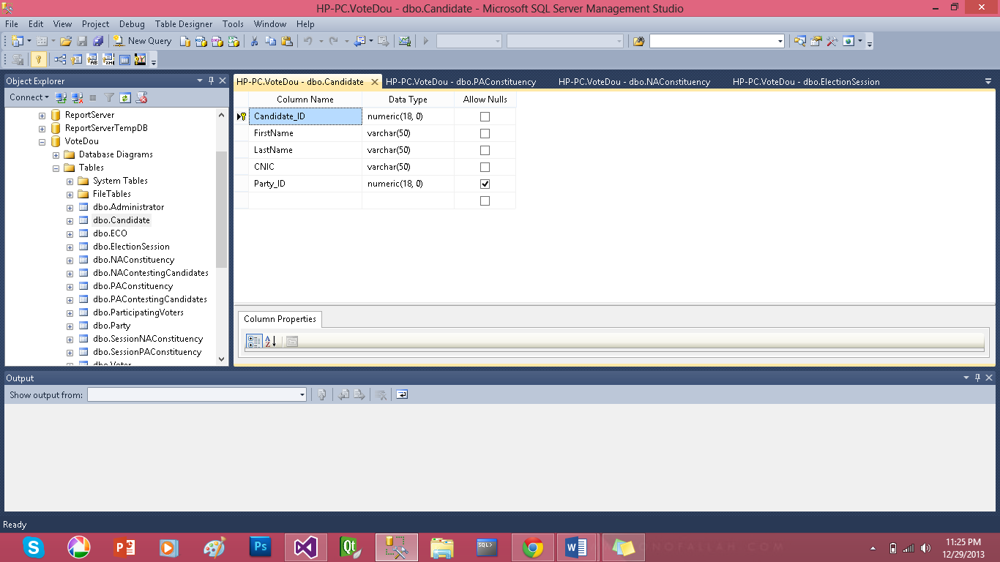 HP-PC.VoteDou - dbo.Candidate - Microsoft SQL Server Management Studio
File Edit View Project Debug Table Designer Tools Window Help
New Query
Object Explorer
Connect
ReportServer
ReportServerTempDB
VoteDou
Database Diagrams
Tables
System Tables
FileTables
dbo.Administrator
dbo.Candidate
dbo.ECO
dbo.ElectionSession
dbo.NAConstituency
dbo.NAContestingCandidates
dbo.PAConstituency
dbo.PAContestingCandidates
dbo.ParticipatingVoters
dbo.Party
dbo.SessionNAConstituency
dbo.SessionPAConstituency
dbo.Voter
HP-PC.VoteDou - dbo.Candidate HP-PC.VoteDou - dbo.PAConstituency HP-PC.VoteDou - dbo.NAConstituency HP-PC.VoteDou - dbo.ElectionSession
Column Name Data Type Allow Nulls
Candidate_ID numeric(18, 0)
FirstName varchar(50)
LastName varchar(50)
CNIC varchar(50)
Party_ID numeric(18, 0)
Column Properties
Output
Show output from:
Ready
11:25 PM
12/29/2013